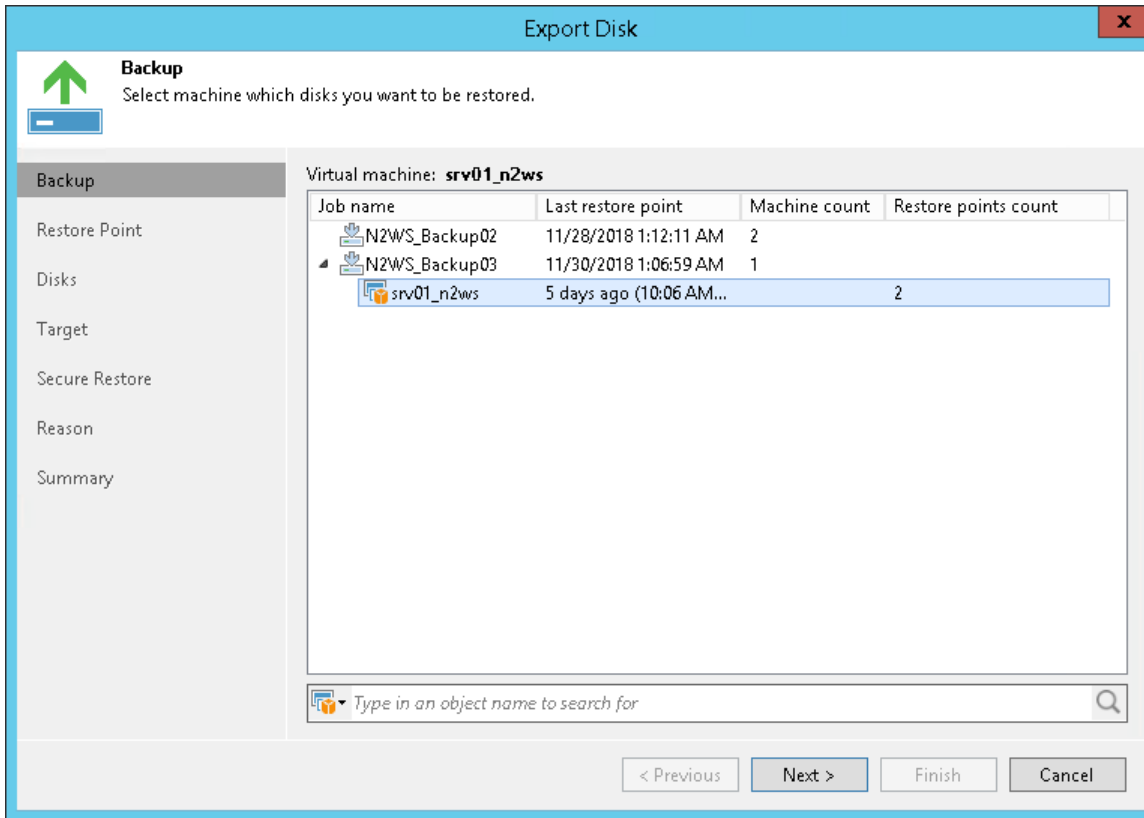 Export Disk
x
Backup
Select machine which disks you want to be restored.
Backup
Restore Point
Disks
Target
Secure Restore
Reason
Summary
Virtual machine: srv01_n2ws
Job name Last restore point Machine count Restore points count
N2WS_Backup02 11/28/2018 1:12:11 AM 2
N2WS_Backup03 11/30/2018 1:06:59 AM 1
srv01_n2ws 5 days ago (10:06 AM... 2
Type in an object name to search for
< Previous Next > Finish Cancel